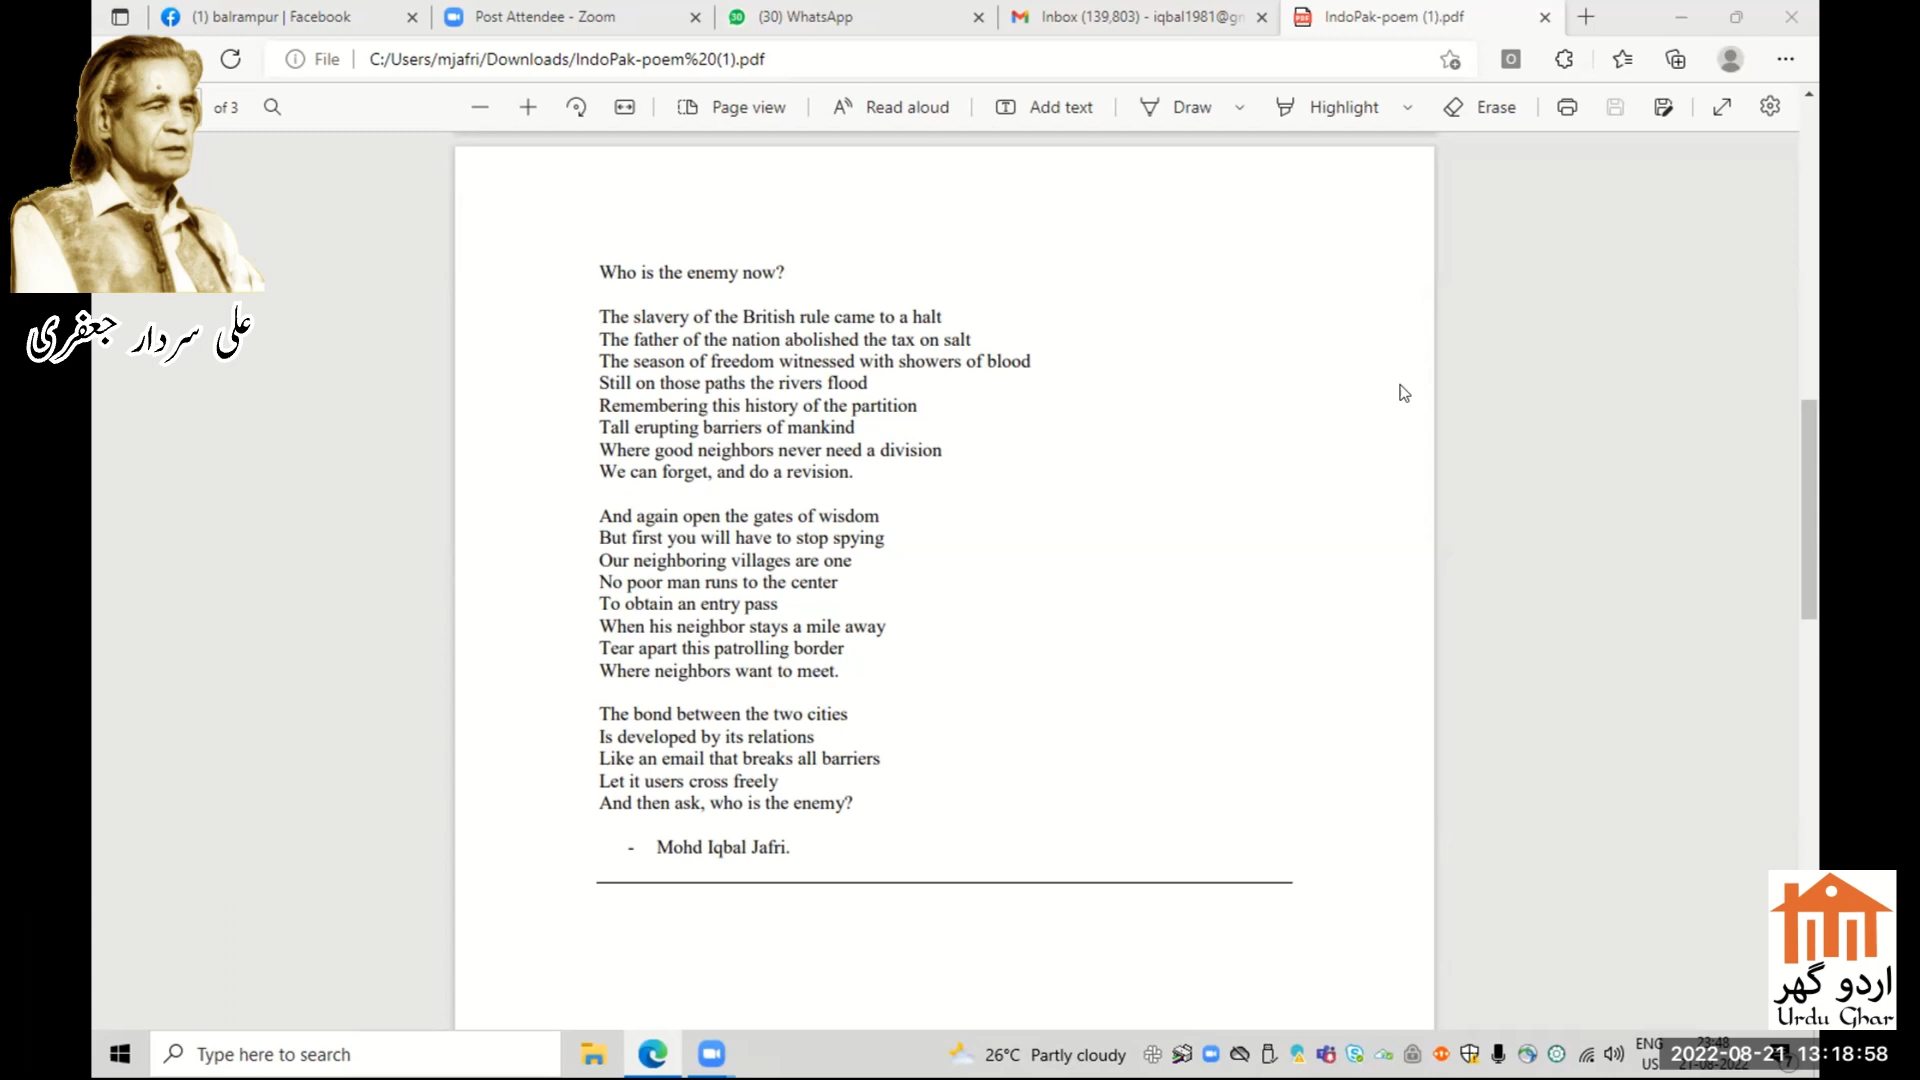 (1) balrampur | Facebook
Post Attendee - Zoom
(30) WhatsApp
Inbox (139,803) - iqbal1981@gm
IndoPak-poem (1).pdf
File
C:/Users/mjafri/Downloads/IndoPak-poem%20(1).pdf
of 3
Page view
Read aloud
Add text
Draw
Highlight
Erase
علی سردار جعفری
Who is the enemy now?
The slavery of the British rule came to a halt
The father of the nation abolished the tax on salt
The season of freedom witnessed with showers of blood
Still on those paths the rivers flood
Remembering this history of the partition
Tall erupting barriers of mankind
Where good neighbors never need a division
We can forget, and do a revision.
And again open the gates of wisdom
But first you will have to stop spying
Our neighboring villages are one
No poor man runs to the center
To obtain an entry pass
When his neighbor stays a mile away
Tear apart this patrolling border
Where neighbors want to meet.
The bond between the two cities
Is developed by its relations
Like an email that breaks all barriers
Let it users cross freely
And then ask, who is the enemy?
- Mohd Iqbal Jafri.
اردو گھر
Urdu Ghar
Type here to search
26°C Partly cloudy
ENG
US
23:48
21-08-2022
2022-08-21 13:18:58